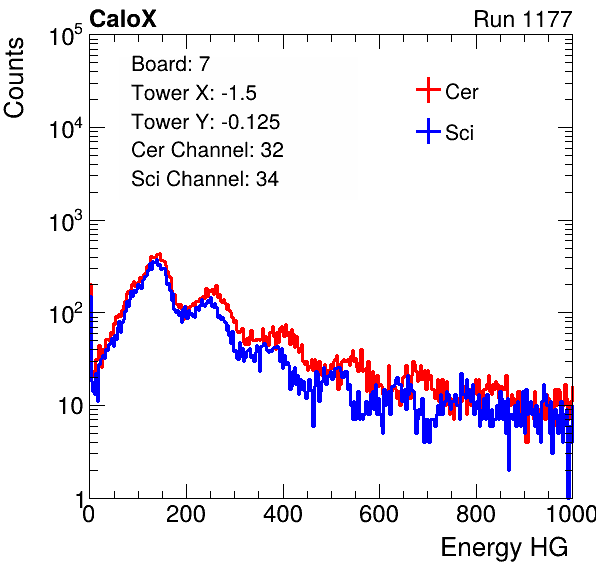 CaloX Run 1177
Counts
10^5
10^4
10^3
10^2
10
1
Board: 7
Tower X: -1.5
Tower Y: -0.125
Cer Channel: 32
Sci Channel: 34
Cer
Sci
0 200 400 600 800 1000
Energy HG